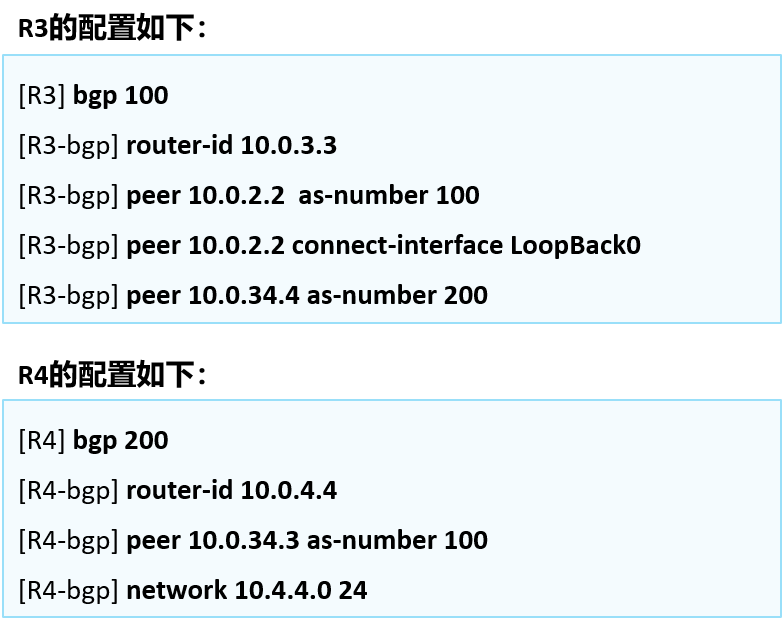 R3的配置如下：
[R3] bgp 100
[R3-bgp] router-id 10.0.3.3
[R3-bgp] peer 10.0.2.2  as-number 100
[R3-bgp] peer 10.0.2.2 connect-interface LoopBack0
[R3-bgp] peer 10.0.34.4 as-number 200
R4的配置如下：
[R4] bgp 200
[R4-bgp] router-id 10.0.4.4
[R4-bgp] peer 10.0.34.3 as-number 100
[R4-bgp] network 10.4.4.0 24